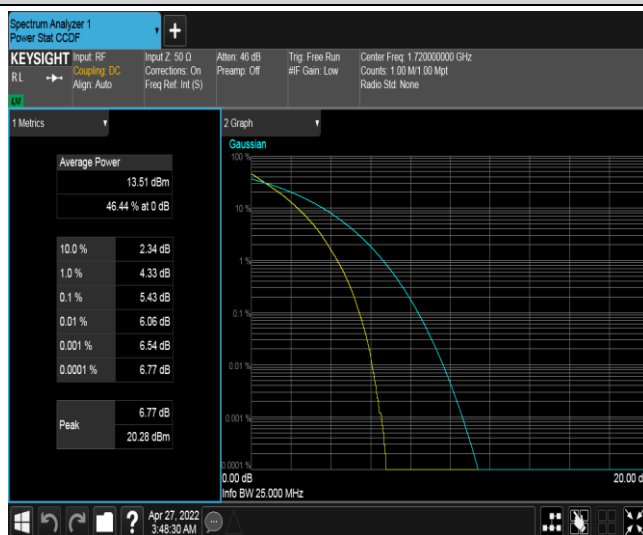 Spectrum Analyzer 1
Power Stat CCDF
KEYSIGHT
RL
LXI
Input: RF
Coupling: DC
Align: Auto
Input Z: 50 Ω
Corrections: On
Freq Ref: Int (S)
Atten: 46 dB
Preamp: Off
Trig: Free Run
#IF Gain: Low
Center Freq: 1.720000000 GHz
Counts: 1.00 M/1.00 Mpt
Radio Std: None
1 Metrics
Average Power
13.51 dBm
46.44 % at 0 dB
10.0 % 2.34 dB
1.0 % 4.33 dB
0.1 % 5.43 dB
0.01 % 6.06 dB
0.001 % 6.54 dB
0.0001 % 6.77 dB
Peak
6.77 dB
20.28 dBm
2 Graph
Gaussian
100 %
10 %
1 %
0.1 %
0.01 %
0.001 %
0.0001 %
0.00 dB
20.00 d
Info BW 25.000 MHz
?
Apr 27, 2022
3:48:30 AM